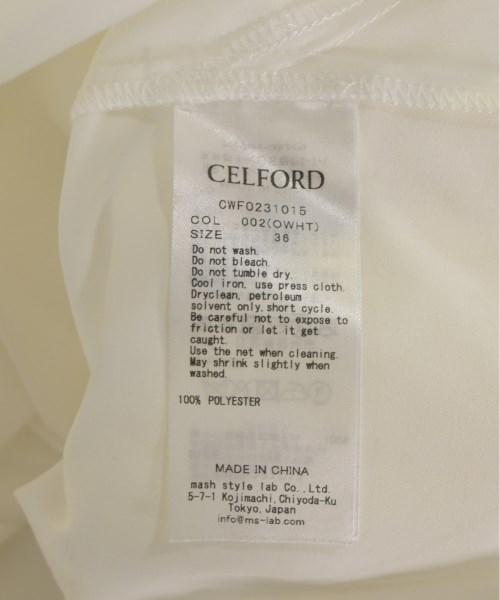 CELFORD
CWF0231015
COL 002(OWHT)
SIZE 36
Do not wash.
Do not bleach.
Do not tumble dry.
Cool iron, use press cloth.
Dryclean, petroleum
solvent only, short cycle.
Be careful not to expose to
friction or let it get
caught.
Use the net when cleaning.
May shrink slightly when
washed.
100% POLYESTER
MADE IN CHINA
mash style lab Co.,Ltd.
5-7-1 Kojimachi, Chiyoda-Ku
Tokyo, Japan
info@ms-lab.com